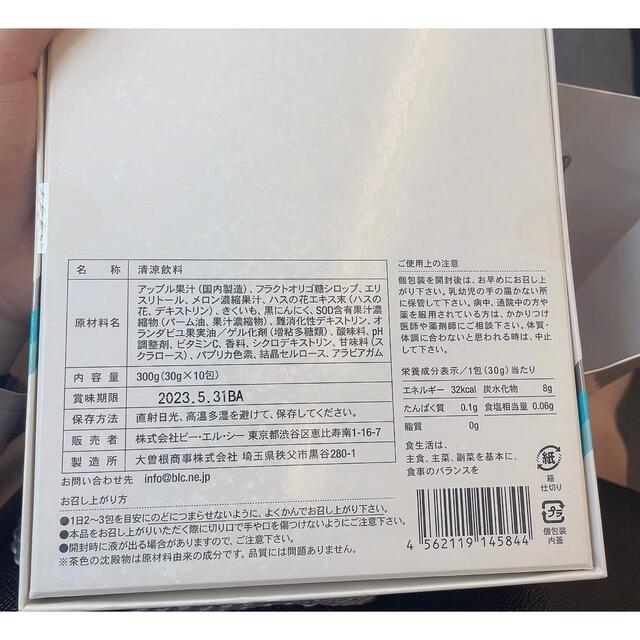 名称 清涼飲料
原材料名
アップル果汁(国内製造)、フラクトオリゴ糖シロップ、エリ
スリトール、メロン濃縮果汁、ハスの花エキス末(ハスの
花、デキストリン)、きくいも、黒にんにく、SOD含有果汁濃
縮物(パーム油、果汁濃縮物)、難消化性デキストリン、オ
ランダビユ果実油/ゲル化剤(増粘多糖類)、酸味料、pH
調整剤、ビタミンC、香料、シクロデキストリン、甘味料(ス
クラロース)、パプリカ色素、結晶セルロース、アラビアガム
内容量 300g(30g×10包)
賞味期限 2023.5.31BA
保存方法 直射日光、高温多湿を避けて、保存してください。
販売者 株式会社ビー・エル・シー 東京都渋谷区恵比寿南1-16-7
製造所 大曽根商事株式会社 埼玉県秩父市黒谷280-1
お問い合わせ先 info@blc.ne.jp
お召し上がり方
●1日2〜3包を目安にのどにつまらせないように、よくかんでお召し上がり下さい。
●本品をお召し上がりいただく際に切り口で手や口を傷つけないようにして下さい。
●開封時に液が出る場合がありますので、ご注意下さい。
※茶色の沈殿物は原材料由来の成分です。品質には問題ありません。
ご使用上の注意
個包装を開封後は、お早めにお召し上
がり下さい。乳幼児の手の届かない所
に保管して下さい。病中、通院中の方や
薬を服用されている方は、かかりつけ
医師や薬剤師にご相談下さい。体質・
体調に合わないと思われる時は、中止
して下さい。
栄養成分表示/1包(30g)当たり
エネルギー 32kcal 炭水化物 8g
たんぱく質 0.1g 食塩相当量 0.06g
脂質 0g
食生活は、
主食、主菜、副菜を基本に、
食事のバランスを
紙
箱
仕切り
プラ
個包装
内蓋
4 562119 145844